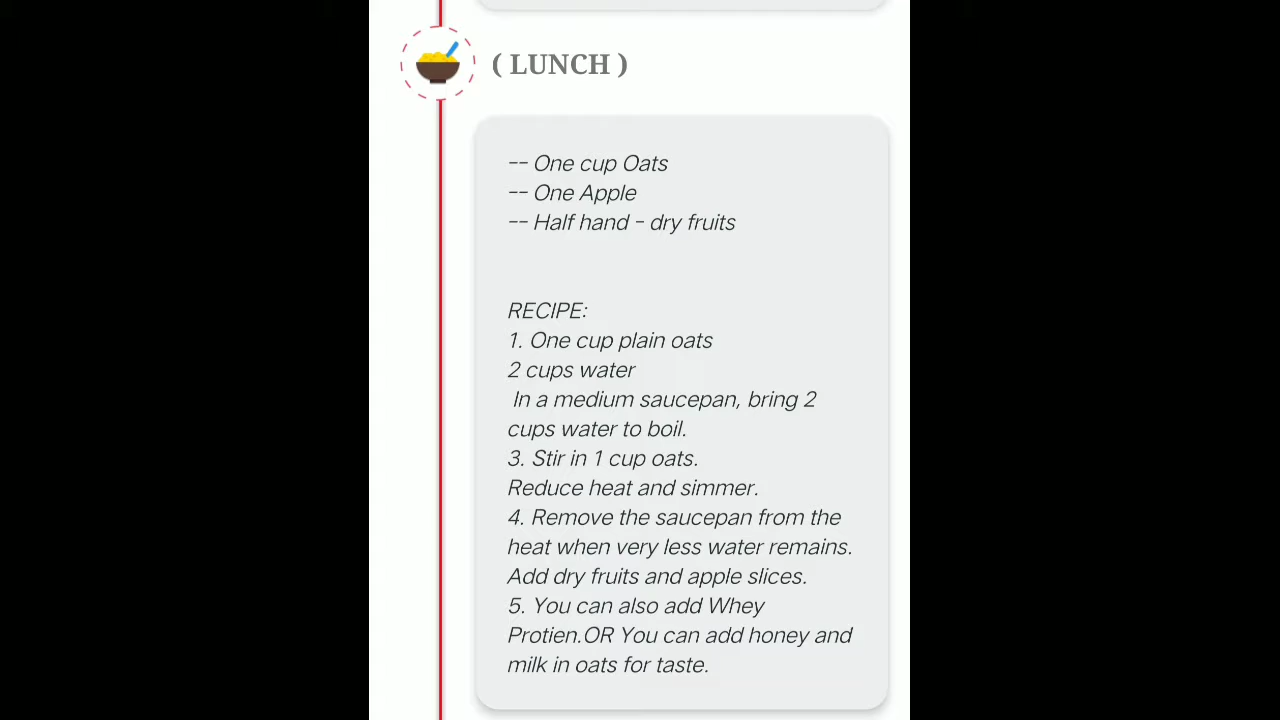 ( LUNCH )
-- One cup Oats
-- One Apple
-- Half hand - dry fruits
RECIPE:
1. One cup plain oats
2 cups water
In a medium saucepan, bring 2
cups water to boil.
3. Stir in 1 cup oats.
Reduce heat and simmer.
4. Remove the saucepan from the
heat when very less water remains.
Add dry fruits and apple slices.
5. You can also add Whey
Protien.OR You can add honey and
milk in oats for taste.